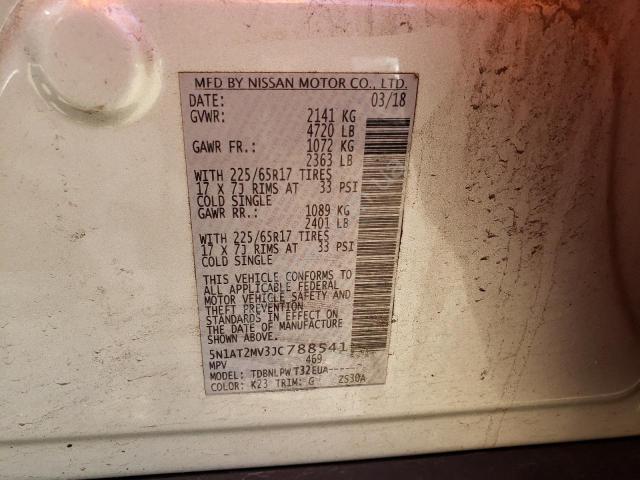 MFD BY NISSAN MOTOR CO., LTD.
DATE: 03/18
GVWR: 2141 KG
4720 LB
GAWR FR.: 1072 KG
2363 LB
WITH 225/65R17 TIRES
17 X 7J RIMS AT 33 PSI
COLD SINGLE
GAWR RR.: 1089 KG
2401 LB
WITH 225/65R17 TIRES
17 X 7J RIMS AT 33 PSI
COLD SINGLE
THIS VEHICLE CONFORMS TO
ALL APPLICABLE FEDERAL
MOTOR VEHICLE SAFETY AND
THEFT PREVENTION
STANDARDS IN EFFECT ON
THE DATE OF MANUFACTURE
SHOWN ABOVE.
5N1AT2MV3JC788541
MPV 469
MODEL: TDBNLPW T32EUA-----
COLOR: K23 TRIM: G ZS30A